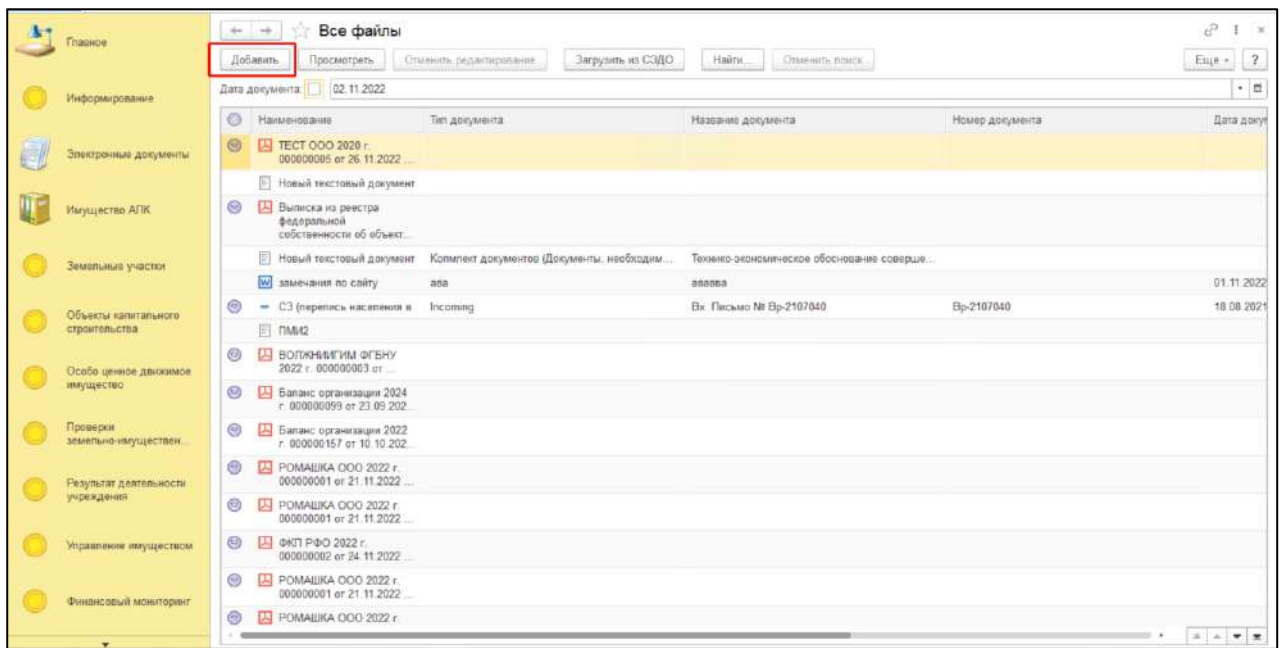 Главное
Информирование
Электронные документы
Имущество АПК
Земельные участки
Объекты капитального
строительства
Особо ценное движимое
имущество
Проверки
земельно-имуществен...
Результат деятельности
учреждения
Управление имуществом
Финансовый мониторинг
Все файлы
Добавить Просмотреть Отменить редактирование Загрузить из СЭДО Найти... Отменить поиск Еще ?
Дата документа: 02.11.2022
Наименование Тип документа Название документа Номер документа Дата докум
ТЕСТ ООО 2020 г.
000000005 от 26.11.2022 ...
Новый текстовый документ
Выписка из реестра
федеральной
собственности об объект...
Новый текстовый документ Комплект документов (Документы, необходим... Технико-экономическое обоснование соверше...
замечания по сайту ава авпвва 01.11.2022
СЗ (перепись населения в Incoming Вх. Письмо № Вр-2107040 Вр-2107040 18.08.2021
ПМИ2
ВОЛЖНИИГИМ ФГБНУ
2022 г. 000000003 от ...
Баланс организации 2024
г. 000000099 от 23.09.202...
Баланс организации 2022
г. 000000157 от 10.10.202...
РОМАШКА ООО 2022 г.
000000001 от 21.11.2022 ...
РОМАШКА ООО 2022 г.
000000001 от 21.11.2022 ...
ФКП РФО 2022 г.
000000002 от 24.11.2022 ...
РОМАШКА ООО 2022 г.
000000001 от 21.11.2022 ...
РОМАШКА ООО 2022 г.